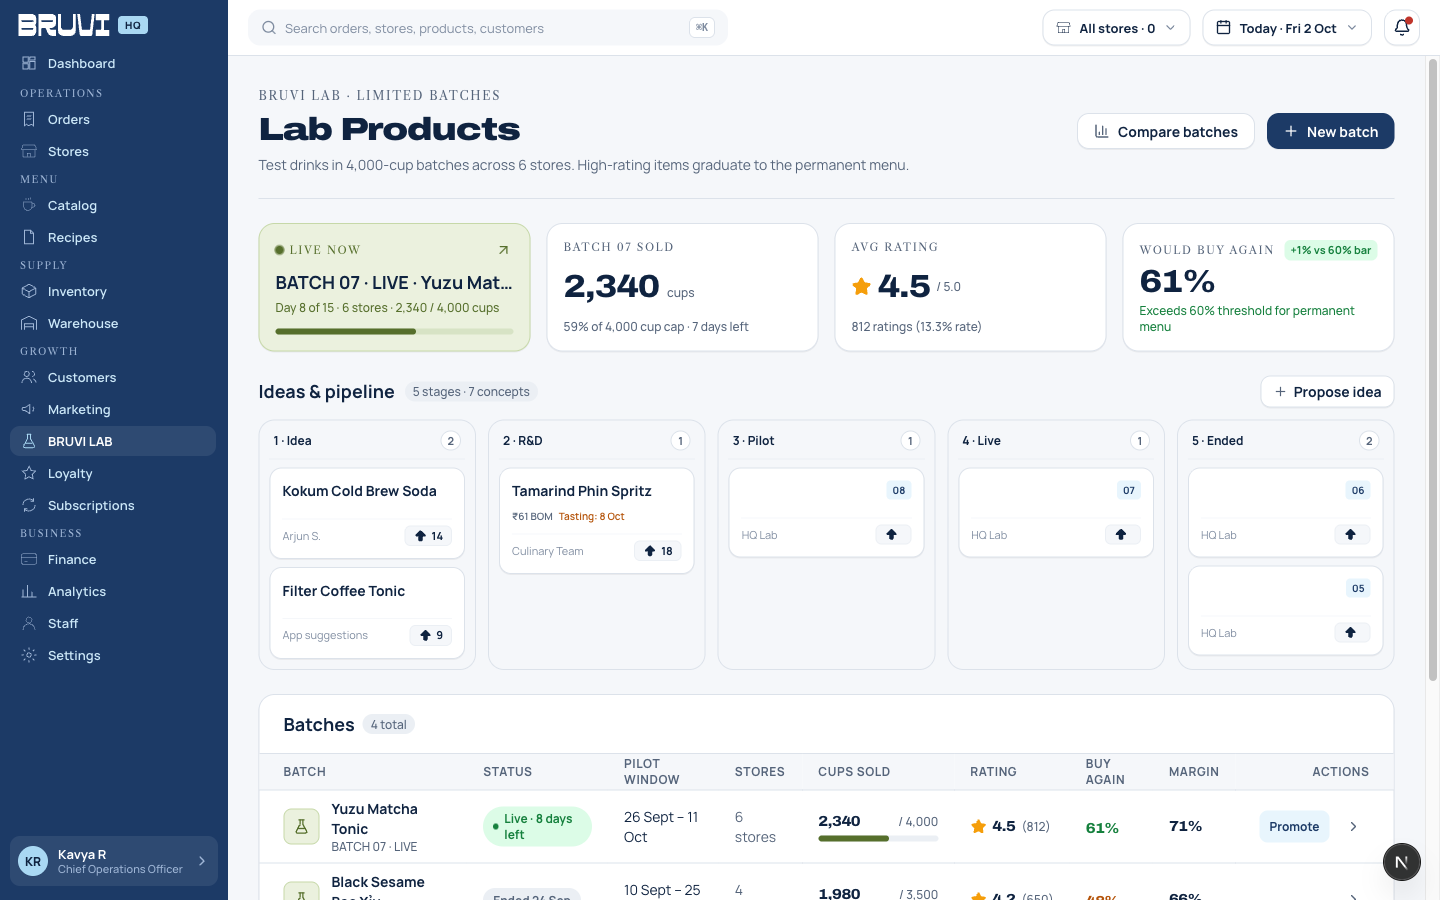 BRUVI HQ
Search orders, stores, products, customers
⌘K
All stores · 0
Today · Fri 2 Oct
Dashboard
OPERATIONS
Orders
Stores
MENU
Catalog
Recipes
SUPPLY
Inventory
Warehouse
GROWTH
Customers
Marketing
BRUVI LAB
Loyalty
Subscriptions
BUSINESS
Finance
Analytics
Staff
Settings
KR
Kavya R
Chief Operations Officer
BRUVI LAB · LIMITED BATCHES
Lab Products
Test drinks in 4,000-cup batches across 6 stores. High-rating items graduate to the permanent menu.
Compare batches
New batch
LIVE NOW
BATCH 07 · LIVE · Yuzu Mat...
Day 8 of 15 · 6 stores · 2,340 / 4,000 cups
BATCH 07 SOLD
2,340 cups
59% of 4,000 cup cap · 7 days left
AVG RATING
4.5 / 5.0
812 ratings (13.3% rate)
WOULD BUY AGAIN
+1% vs 60% bar
61%
Exceeds 60% threshold for permanent
menu
Ideas & pipeline
5 stages · 7 concepts
Propose idea
1 · Idea 2
Kokum Cold Brew Soda
Arjun S. 14
Filter Coffee Tonic
App suggestions 9
2 · R&D 1
Tamarind Phin Spritz
₹61 BOM Tasting: 8 Oct
Culinary Team 18
3 · Pilot 1
08
HQ Lab
4 · Live 1
07
HQ Lab
5 · Ended 2
06
HQ Lab
05
HQ Lab
Batches 4 total
BATCH STATUS PILOT WINDOW STORES CUPS SOLD RATING BUY AGAIN MARGIN ACTIONS
Yuzu Matcha
Tonic
BATCH 07 · LIVE
Live · 8 days
left
26 Sept – 11
Oct
6
stores
2,340 / 4,000
4.5 (812)
61%
71%
Promote
Black Sesame
Bao Xiu
Ended 24 Sep
10 Sept – 25
4
1,980 / 3,500
4.2 (650)
48%
66%
N